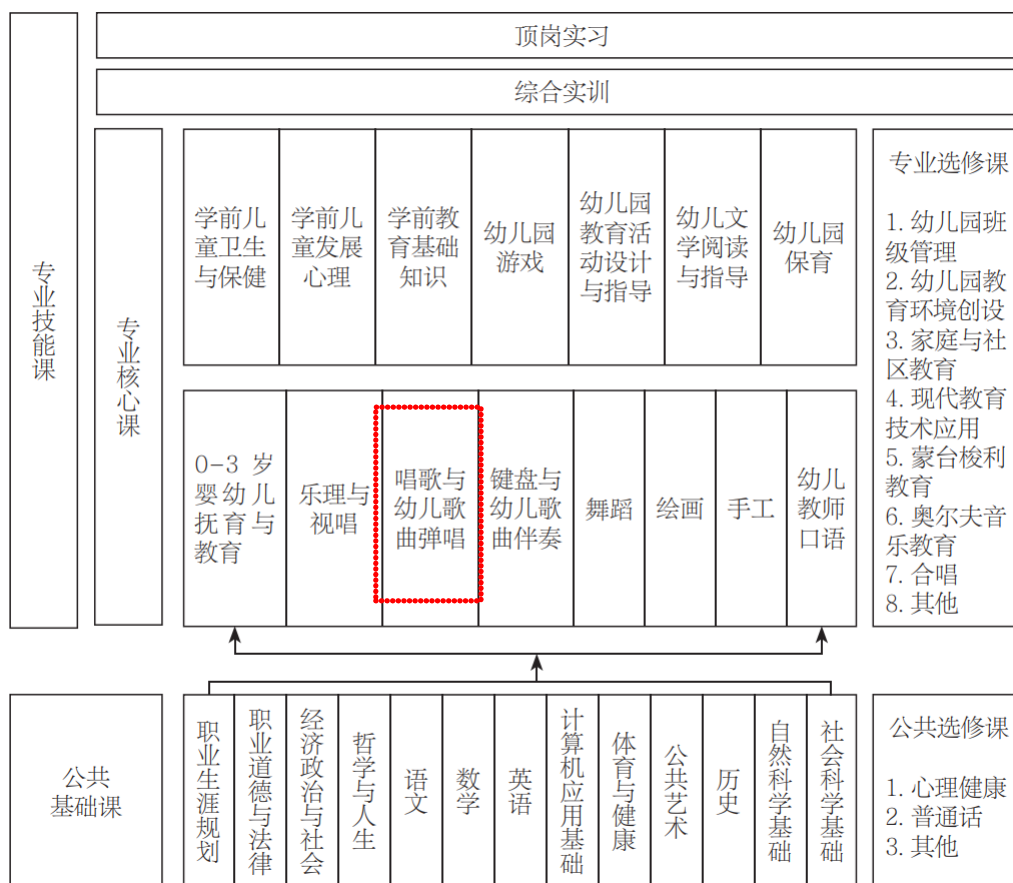 顶岗实习
综合实训
专业技能课
专业核心课
学前儿
童卫生
与保健
学前儿
童发展
心理
学前教
育基础
知识
幼儿园
游戏
幼儿园
教育活
动设计
与指导
幼儿文
学阅读
与指导
幼儿园
保育
专业选修课
1. 幼儿园班
级管理
2. 幼儿园教
育环境创设
3. 家庭与社
区教育
4. 现代教育
技术应用
5. 蒙台梭利
教育
6. 奥尔夫音
乐教育
7. 合唱
8. 其他
0-3 岁
婴幼儿
抚育与
教育
乐理与
视唱
唱歌与
幼儿歌
曲弹唱
键盘与
幼儿歌
曲伴奏
舞蹈
绘画
手工
幼儿
教师
口语
公共
基础课
职业生涯规划
职业道德与法律
经济政治与社会
哲学与人生
语文
数学
英语
计算机应用基础
体育与健康
公共艺术
历史
自然科学基础
社会科学基础
公共选修课
1. 心理健康
2. 普通话
3. 其他